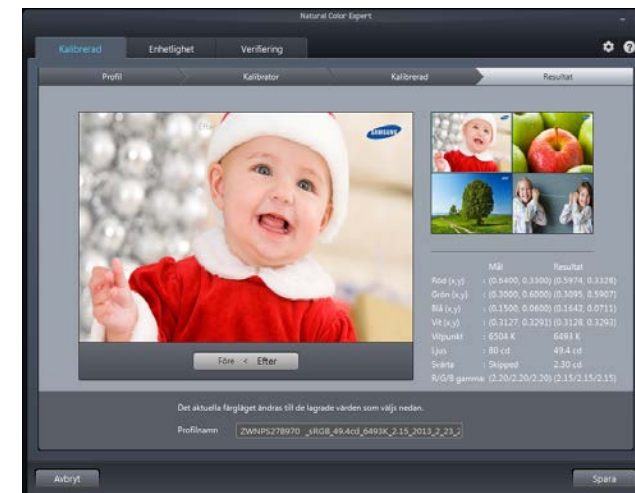 Natural Color Expert
Kalibrerad Enhetlighet Verifiering
Profil Kalibrator Kalibrerad Resultat
Efter
SAMSUNG
Före < Efter
Mål Resultat
Röd (x,y) : (0.6400, 0.3300) (0.5974, 0.3328)
Grön (x,y) : (0.3000, 0.6000) (0.3095, 0.5907)
Blå (x,y) : (0.1500, 0.0600) (0.1642, 0.0711)
Vit (x,y) : (0.3127, 0.3291) (0.3128, 0.3293)
Vitpunkt : 6504 K 6493 K
Ljus : 80 cd 49.4 cd
Svärta : Skipped 2.30 cd
R/G/B gamma: (2.20/2.20/2.20) (2.15/2.15/2.15)
Det aktuella färgläget ändras till de lagrade värden som väljs nedan.
Profilnamn ZWNPS278970 _sRGB_49.4cd_6493K_2.15_2013_2_23_2
Avbryt Spara